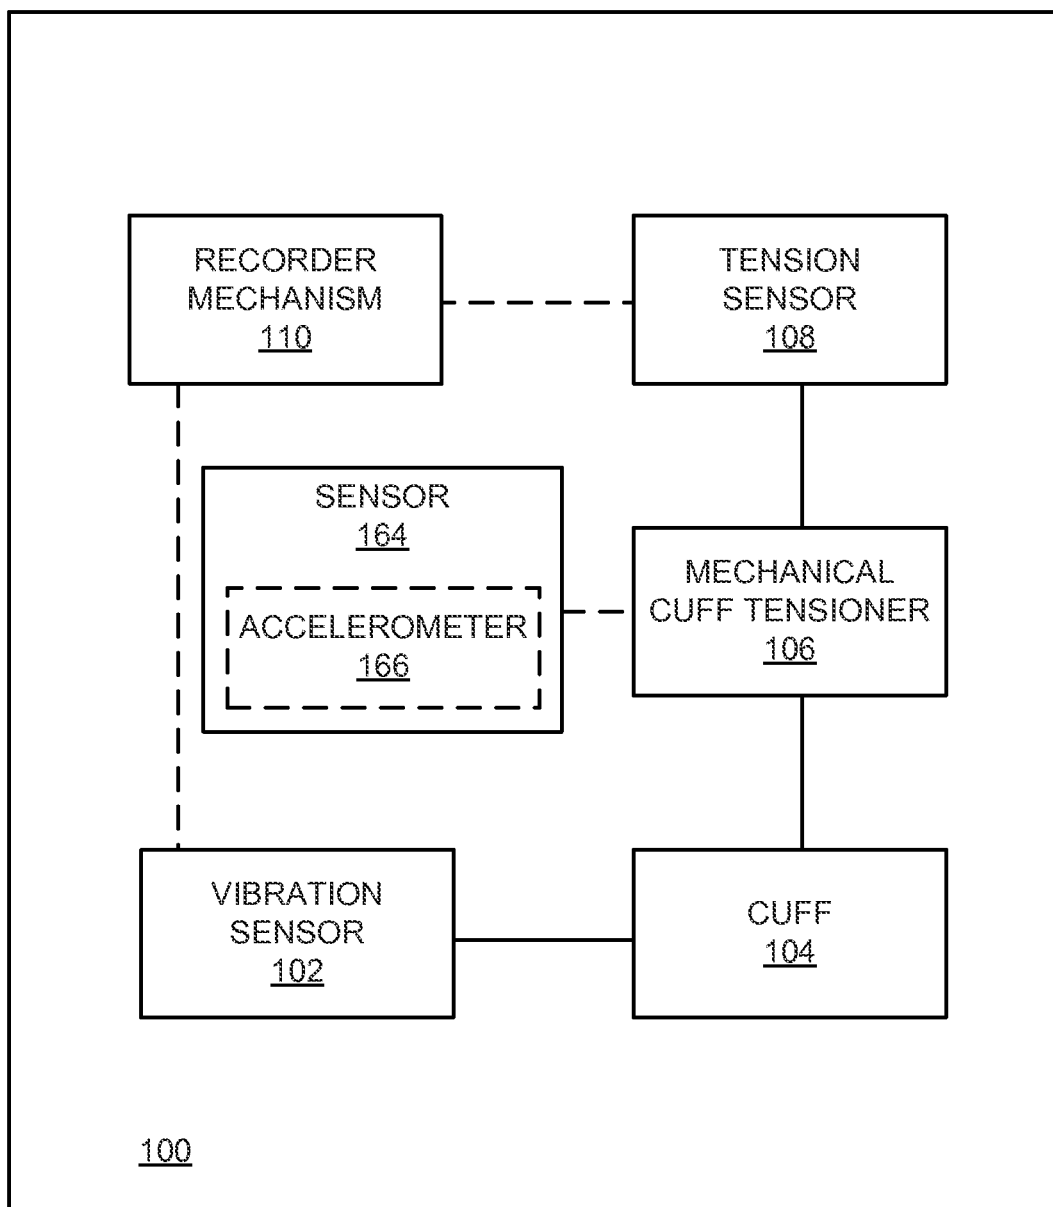 RECORDER
MECHANISM
110
TENSION
SENSOR
108
SENSOR
164
ACCELEROMETER
166
MECHANICAL
CUFF TENSIONER
106
VIBRATION
SENSOR
102
CUFF
104
100